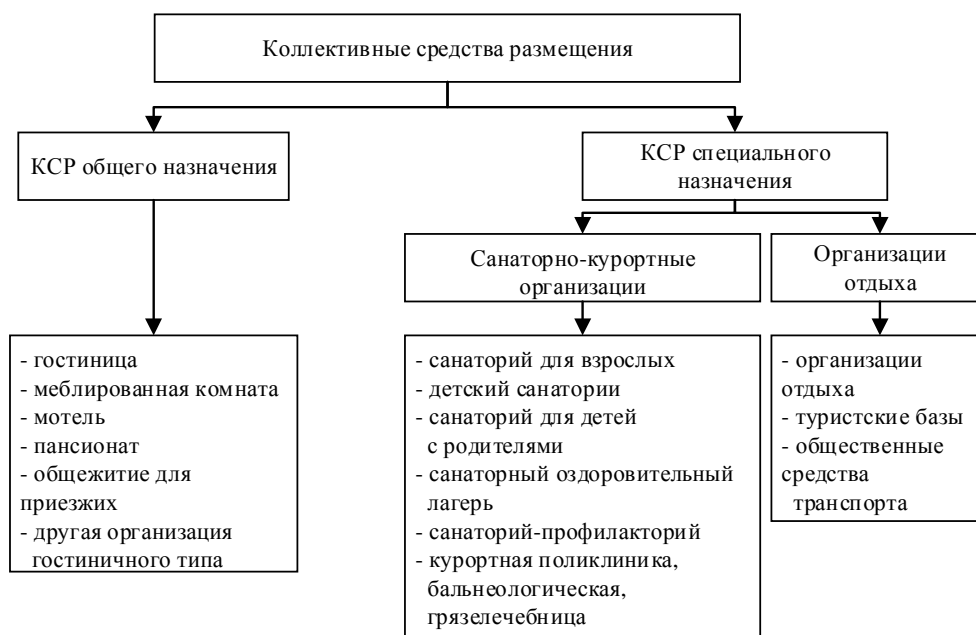 Коллективные средства размещения
КСР общего назначения
КСР специального
назначения
Санаторно-курортные
организации
Организации
отдыха
- гостиница
- меблированная комната
- мотель
- пансионат
- общежитие для
приезжих
- другая организация
гостиничного типа
- санаторий для взрослых
- детский санатории
- санаторий для детей
с родителями
- санаторный оздоровительный
лагерь
- санаторий-профилакторий
- курортная поликлиника,
бальнеологическая,
грязелечебница
- организации
отдыха
- туристские базы
- общественные
средства
транспорта